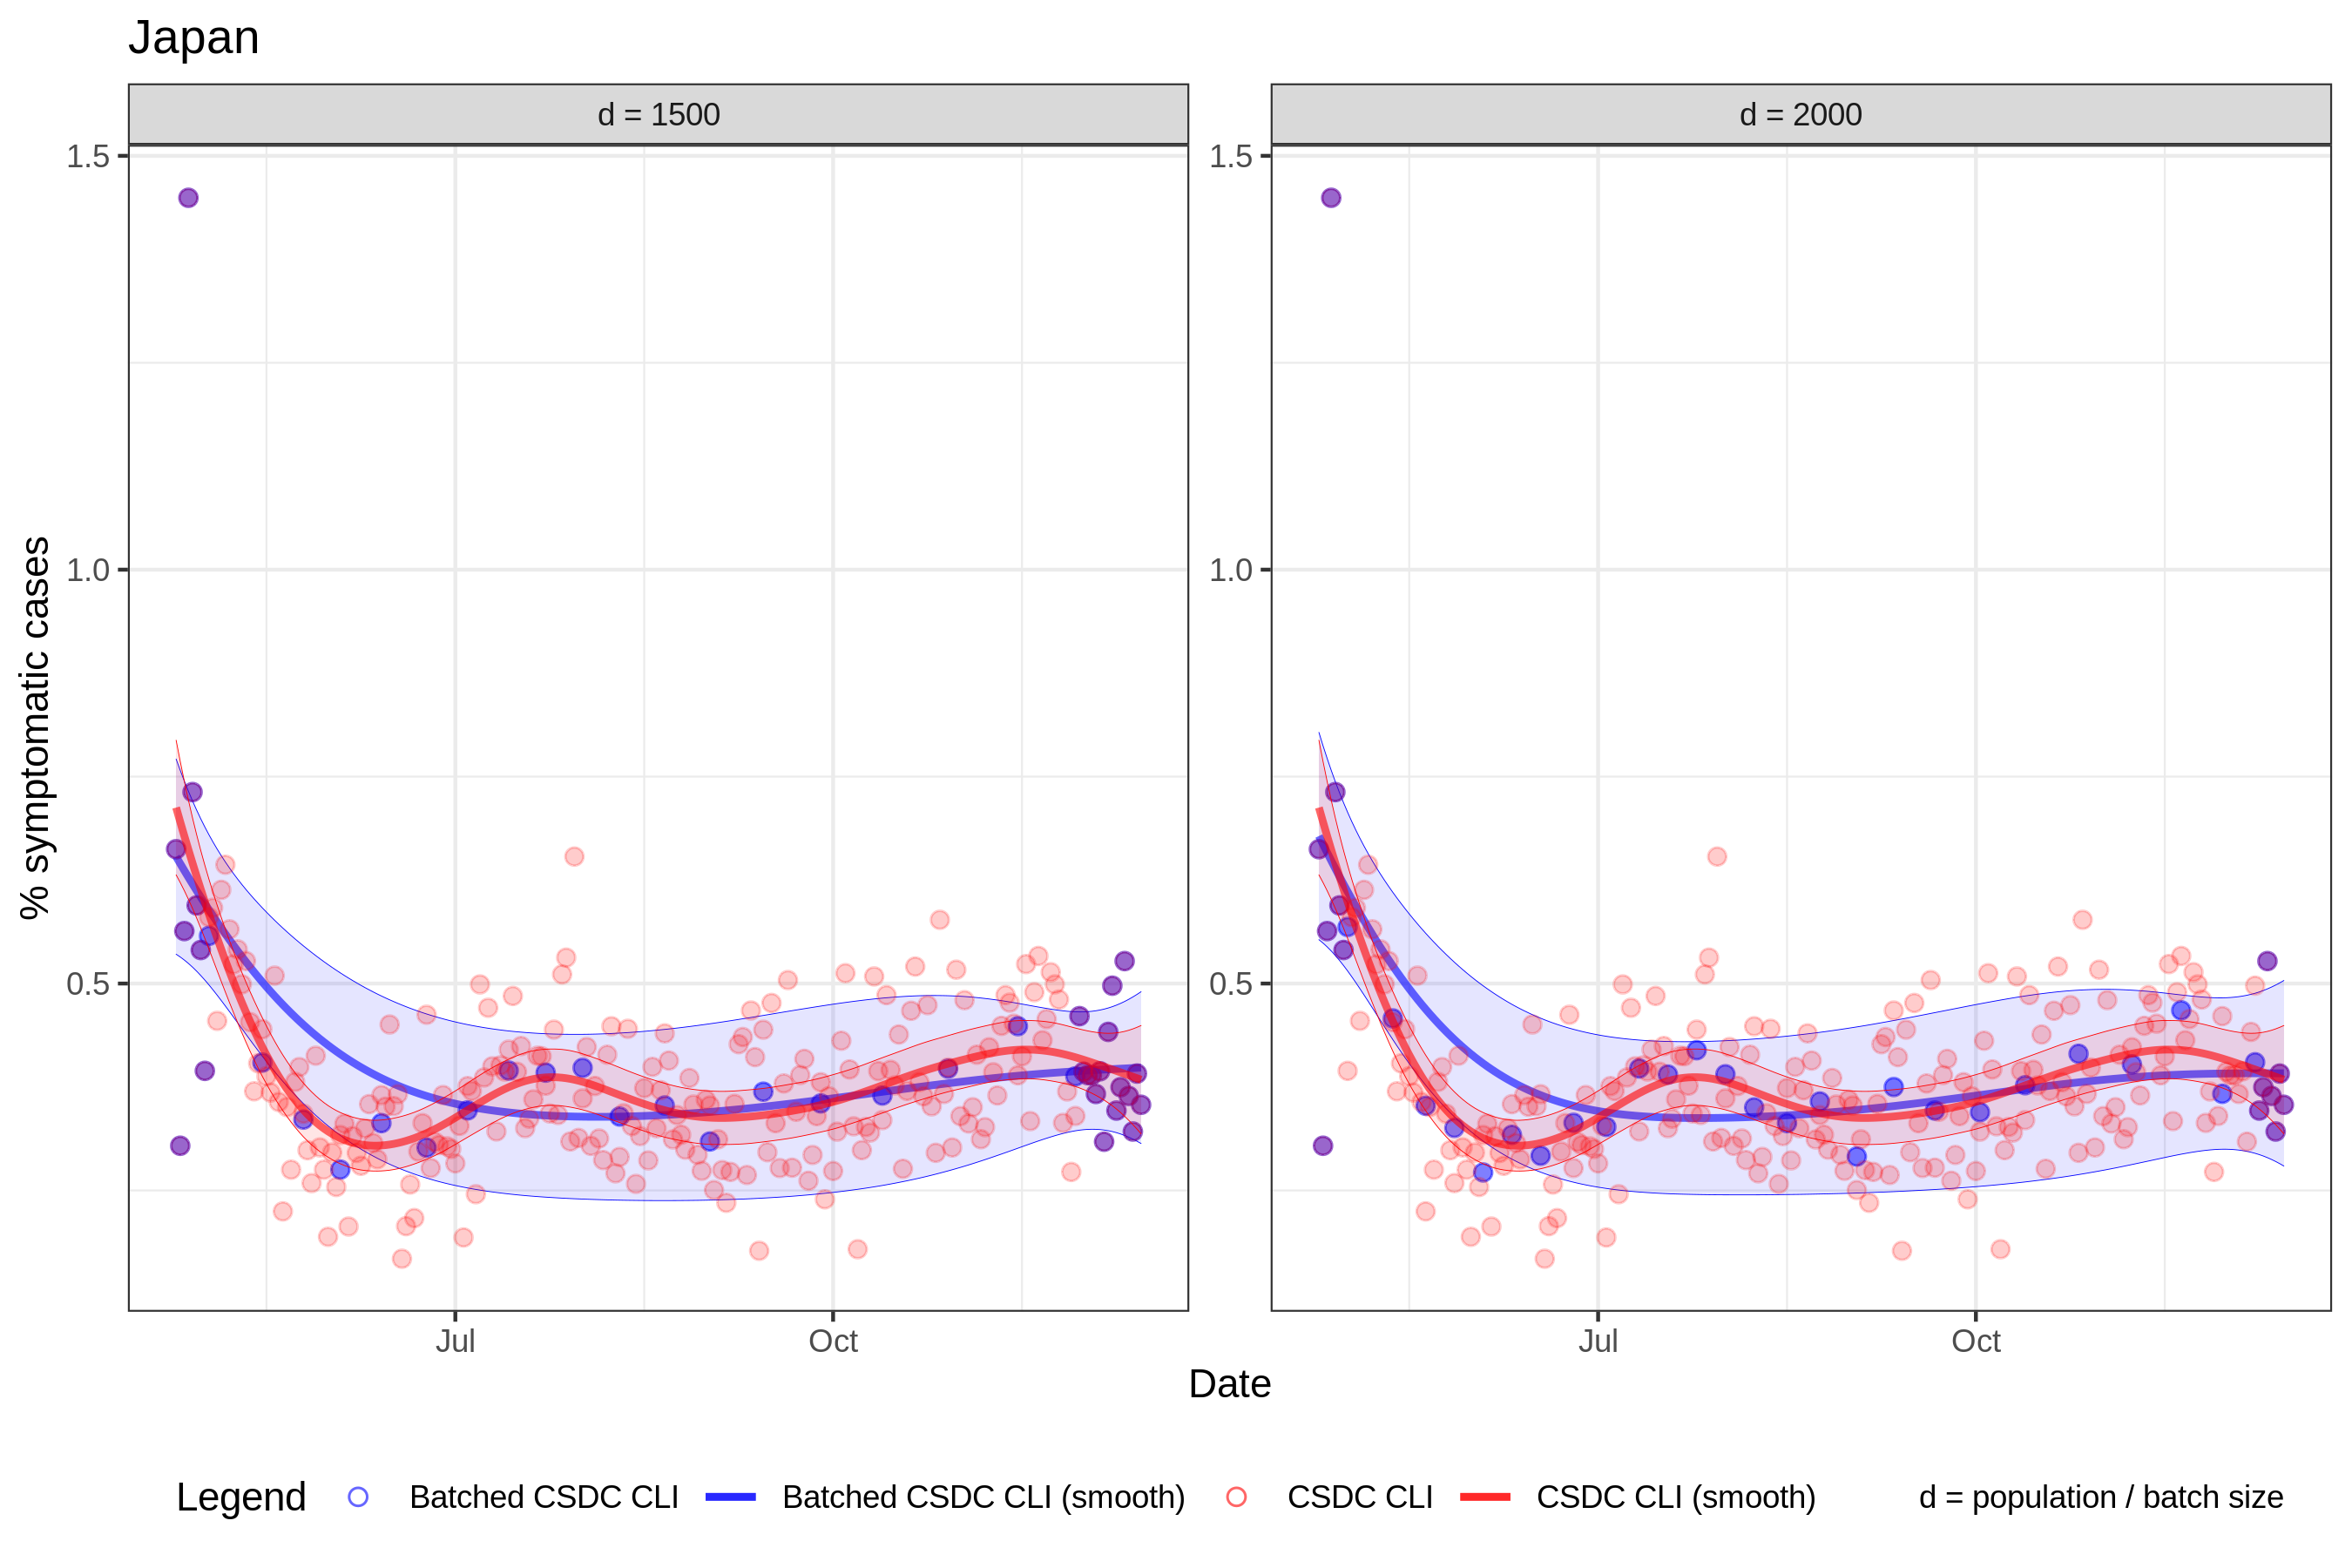 Japan
d = 1500
d = 2000
1.5
1.0
0.5
1.5
1.0
0.5
% symptomatic cases
Jul
Oct
Jul
Oct
Date
Legend
Batched CSDC CLI
Batched CSDC CLI (smooth)
CSDC CLI
CSDC CLI (smooth)
d = population / batch size